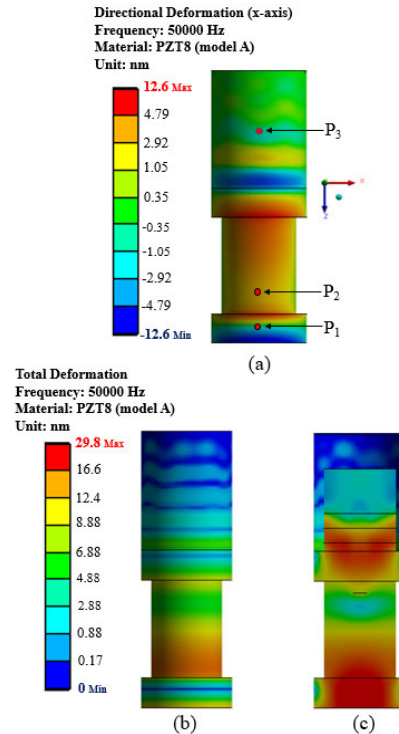 Directional Deformation (x-axis)
Frequency: 50000 Hz
Material: PZT8 (model A)
Unit: nm
12.6 Max
4.79
2.92
1.05
0.35
-0.35
-1.05
-2.92
-4.79
-12.6 Min
P3
P2
P1
x
z
(a)
Total Deformation
Frequency: 50000 Hz
Material: PZT8 (model A)
Unit: nm
29.8 Max
16.6
12.4
8.88
6.88
4.88
2.88
0.88
0.17
0 Min
(b)
(c)